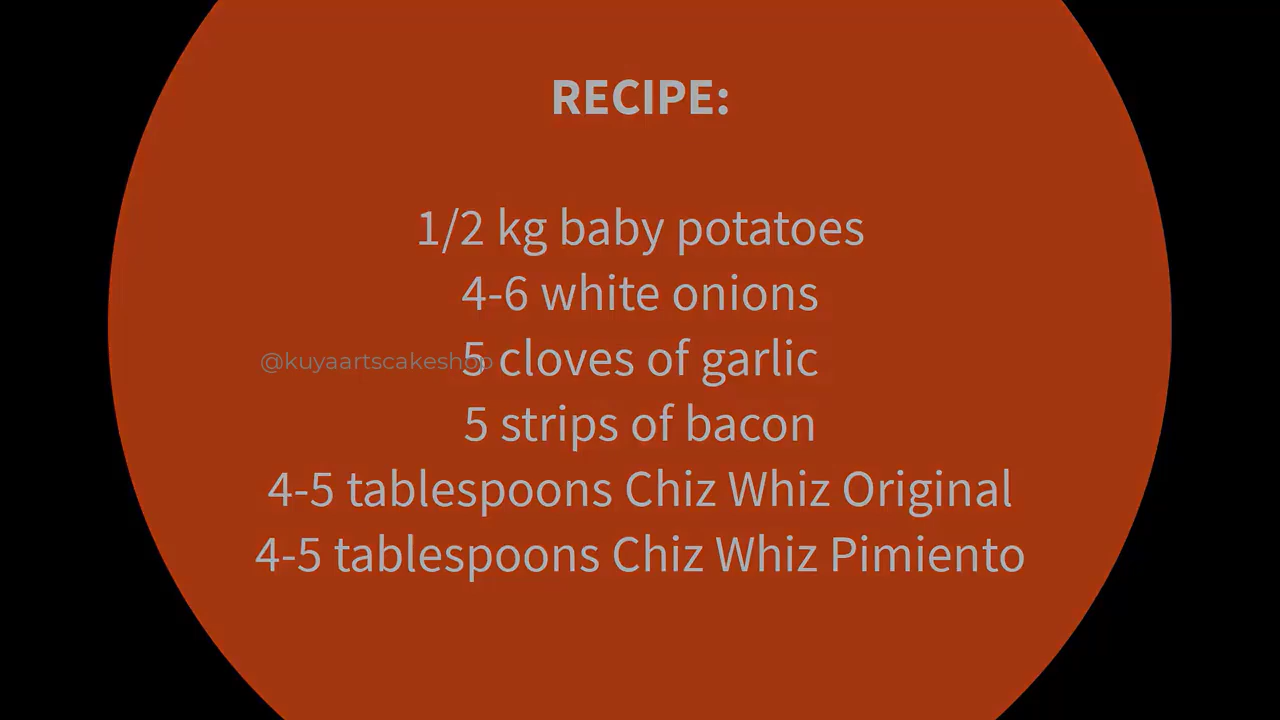 RECIPE:
1/2 kg baby potatoes
4-6 white onions
@kuyaartscakeshop
5 cloves of garlic
5 strips of bacon
4-5 tablespoons Chiz Whiz Original
4-5 tablespoons Chiz Whiz Pimiento